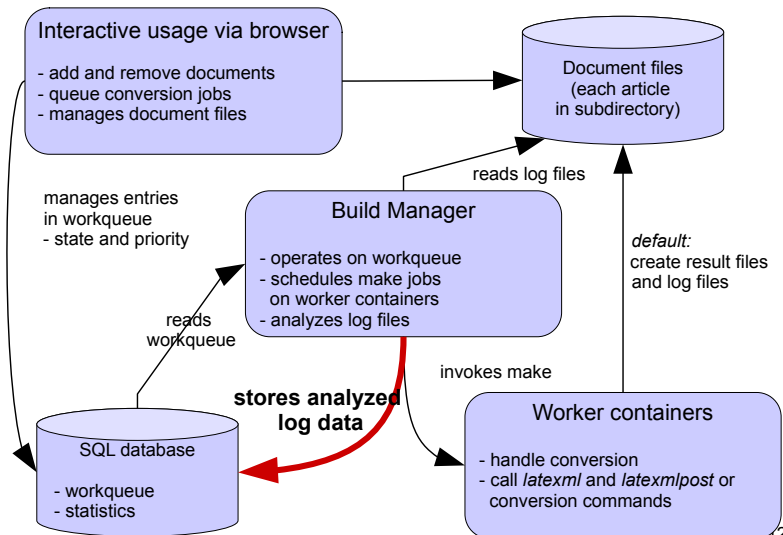 Interactive usage via browser
- add and remove documents
- queue conversion jobs
- manages document files
Document files
(each article
in subdirectory)
reads log files
manages entries
in workqueue
- state and priority
Build Manager
- operates on workqueue
- schedules make jobs
on worker containers
- analyzes log files
default:
create result files
and log files
reads
workqueue
invokes make
stores analyzed
log data
Worker containers
- handle conversion
- call latexml and latexmlpost or
conversion commands
SQL database
- workqueue
- statistics